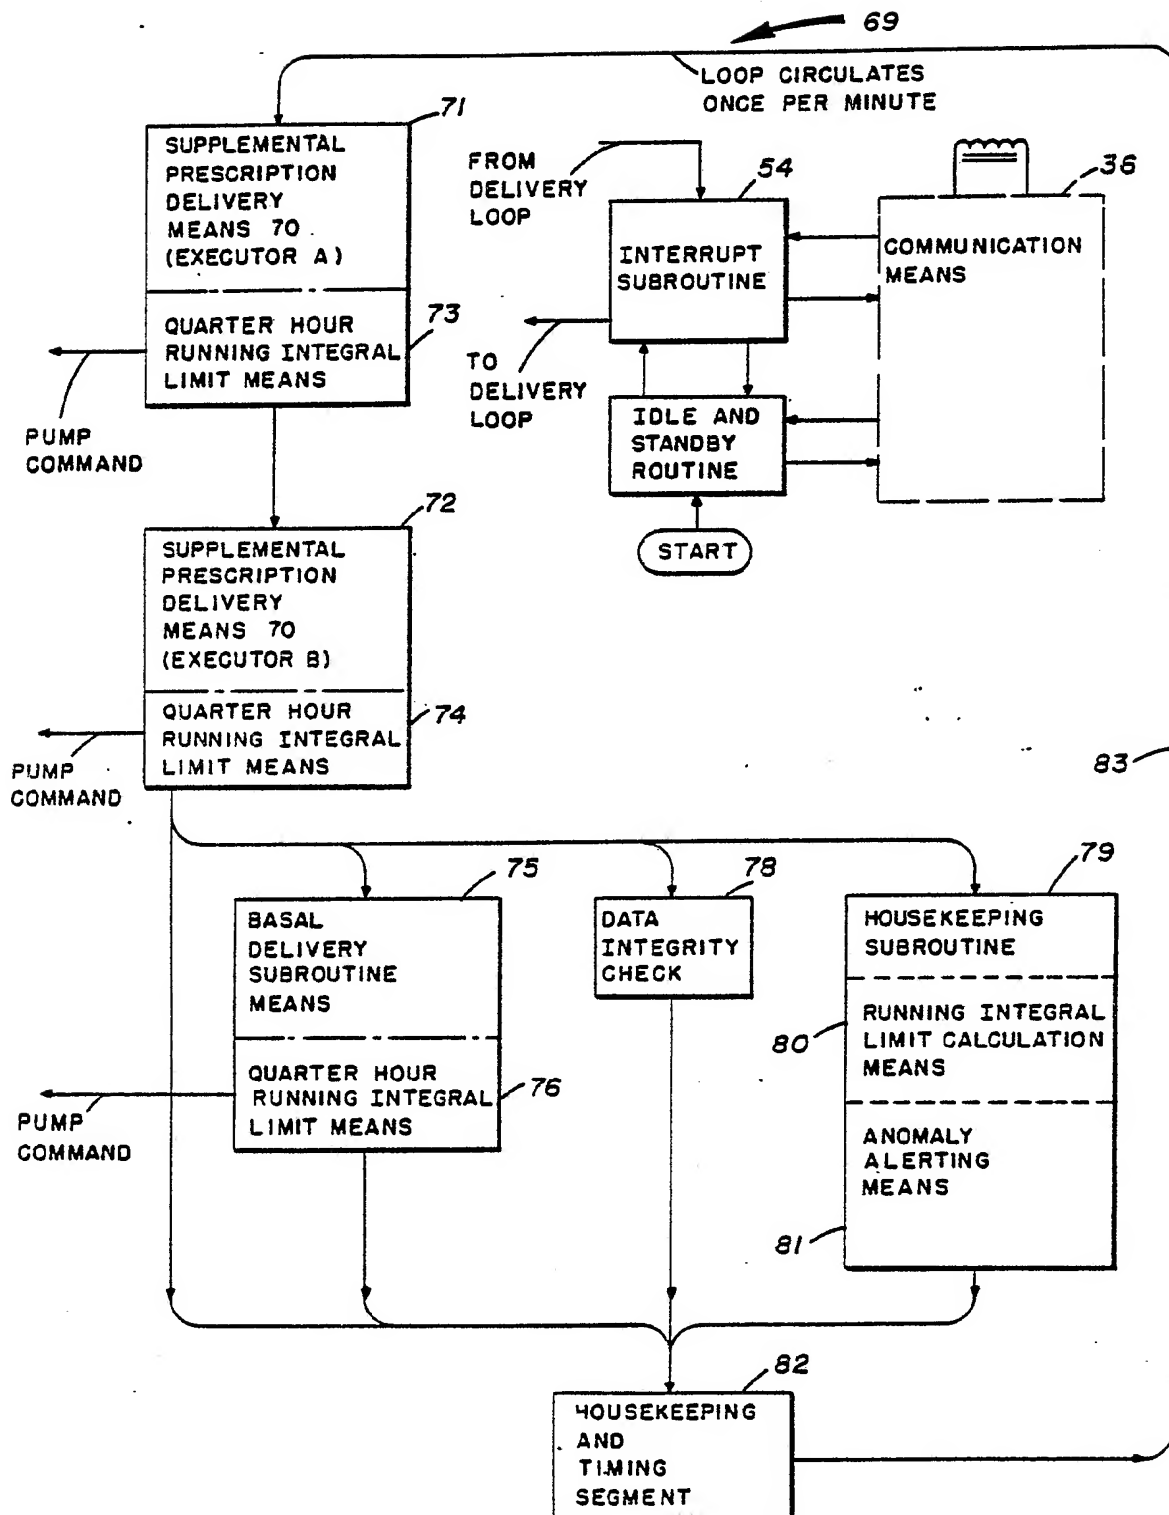 69
LOOP CIRCULATES
ONCE PER MINUTE
71
SUPPLEMENTAL
PRESCRIPTION
DELIVERY
MEANS 70
(EXECUTOR A)
73
QUARTER HOUR
RUNNING INTEGRAL
LIMIT MEANS
PUMP
COMMAND
FROM
DELIVERY
LOOP
54
INTERRUPT
SUBROUTINE
TO
DELIVERY
LOOP
IDLE AND
STANDBY
ROUTINE
START
36
COMMUNICATION
MEANS
72
SUPPLEMENTAL
PRESCRIPTION
DELIVERY
MEANS 70
(EXECUTOR B)
74
QUARTER HOUR
RUNNING INTEGRAL
LIMIT MEANS
PUMP
COMMAND
83
75
BASAL
DELIVERY
SUBROUTINE
MEANS
QUARTER HOUR
RUNNING INTEGRAL
LIMIT MEANS
76
PUMP
COMMAND
78
DATA
INTEGRITY
CHECK
79
HOUSEKEEPING
SUBROUTINE
80
RUNNING INTEGRAL
LIMIT CALCULATION
MEANS
ANOMALY
ALERTING
MEANS
81
82
HOUSEKEEPING
AND
TIMING
SEGMENT